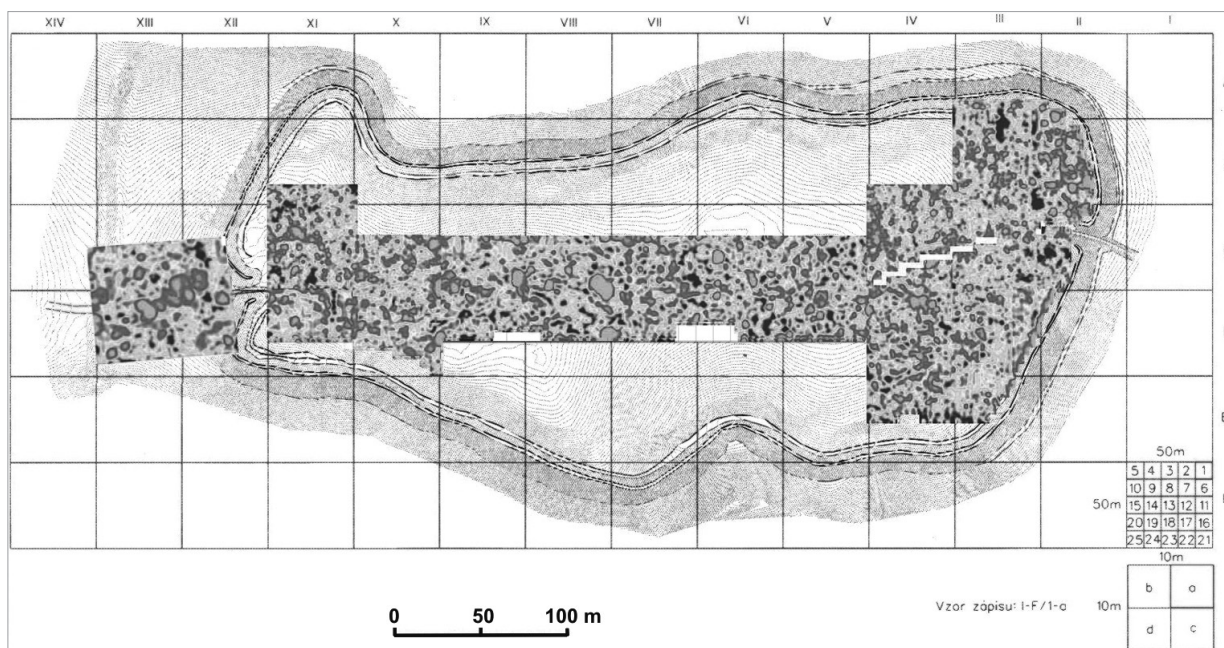 XIV XIII XII XI X IX VIII VII VI V IV III II I
50m
5 4 3 2 1
10 9 8 7 6
50m 15 14 13 12 11
20 19 18 17 16
25 24 23 22 21
10m
b a
Vzor zápisu: I-F/1-a 10m
d c
0 50 100 m